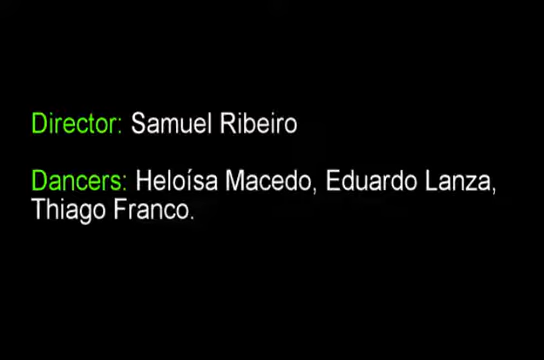 Director: Samuel Ribeiro
Dancers: Heloísa Macedo, Eduardo Lanza,
Thiago Franco.